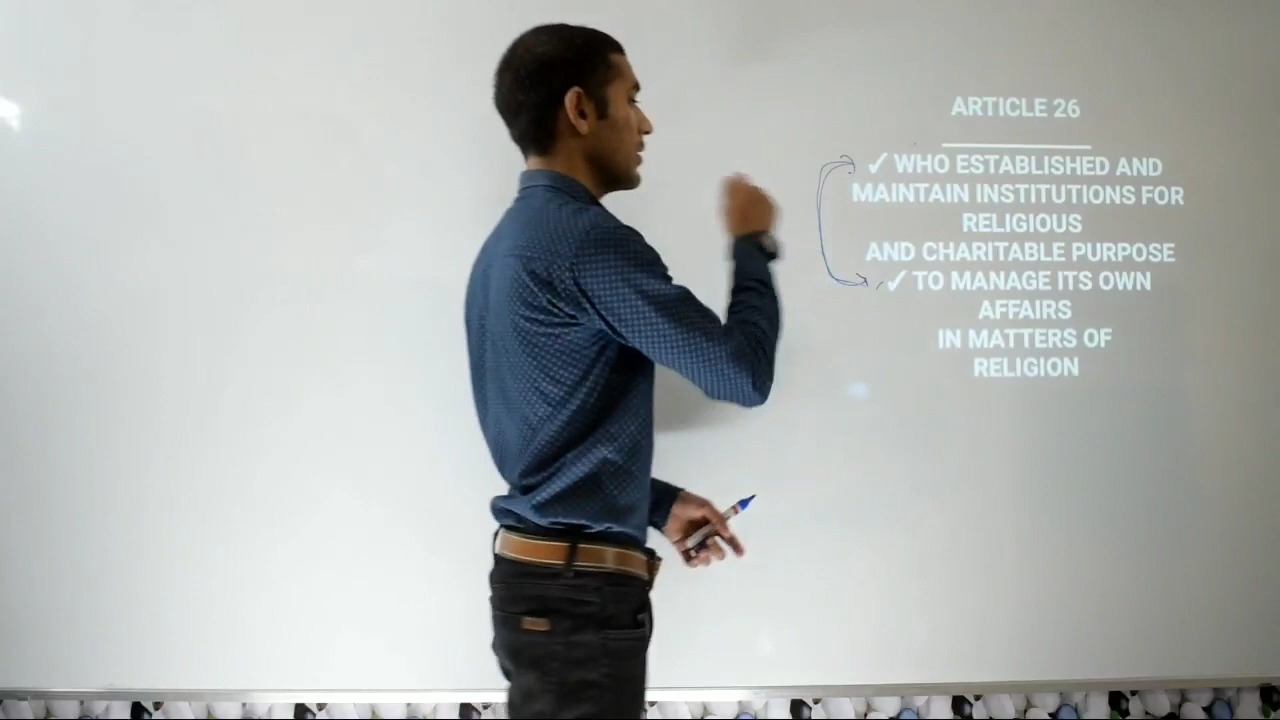 ARTICLE 26
✓ WHO ESTABLISHED AND
MAINTAIN INSTITUTIONS FOR
RELIGIOUS
AND CHARITABLE PURPOSE
✓ TO MANAGE ITS OWN
AFFAIRS
IN MATTERS OF
RELIGION